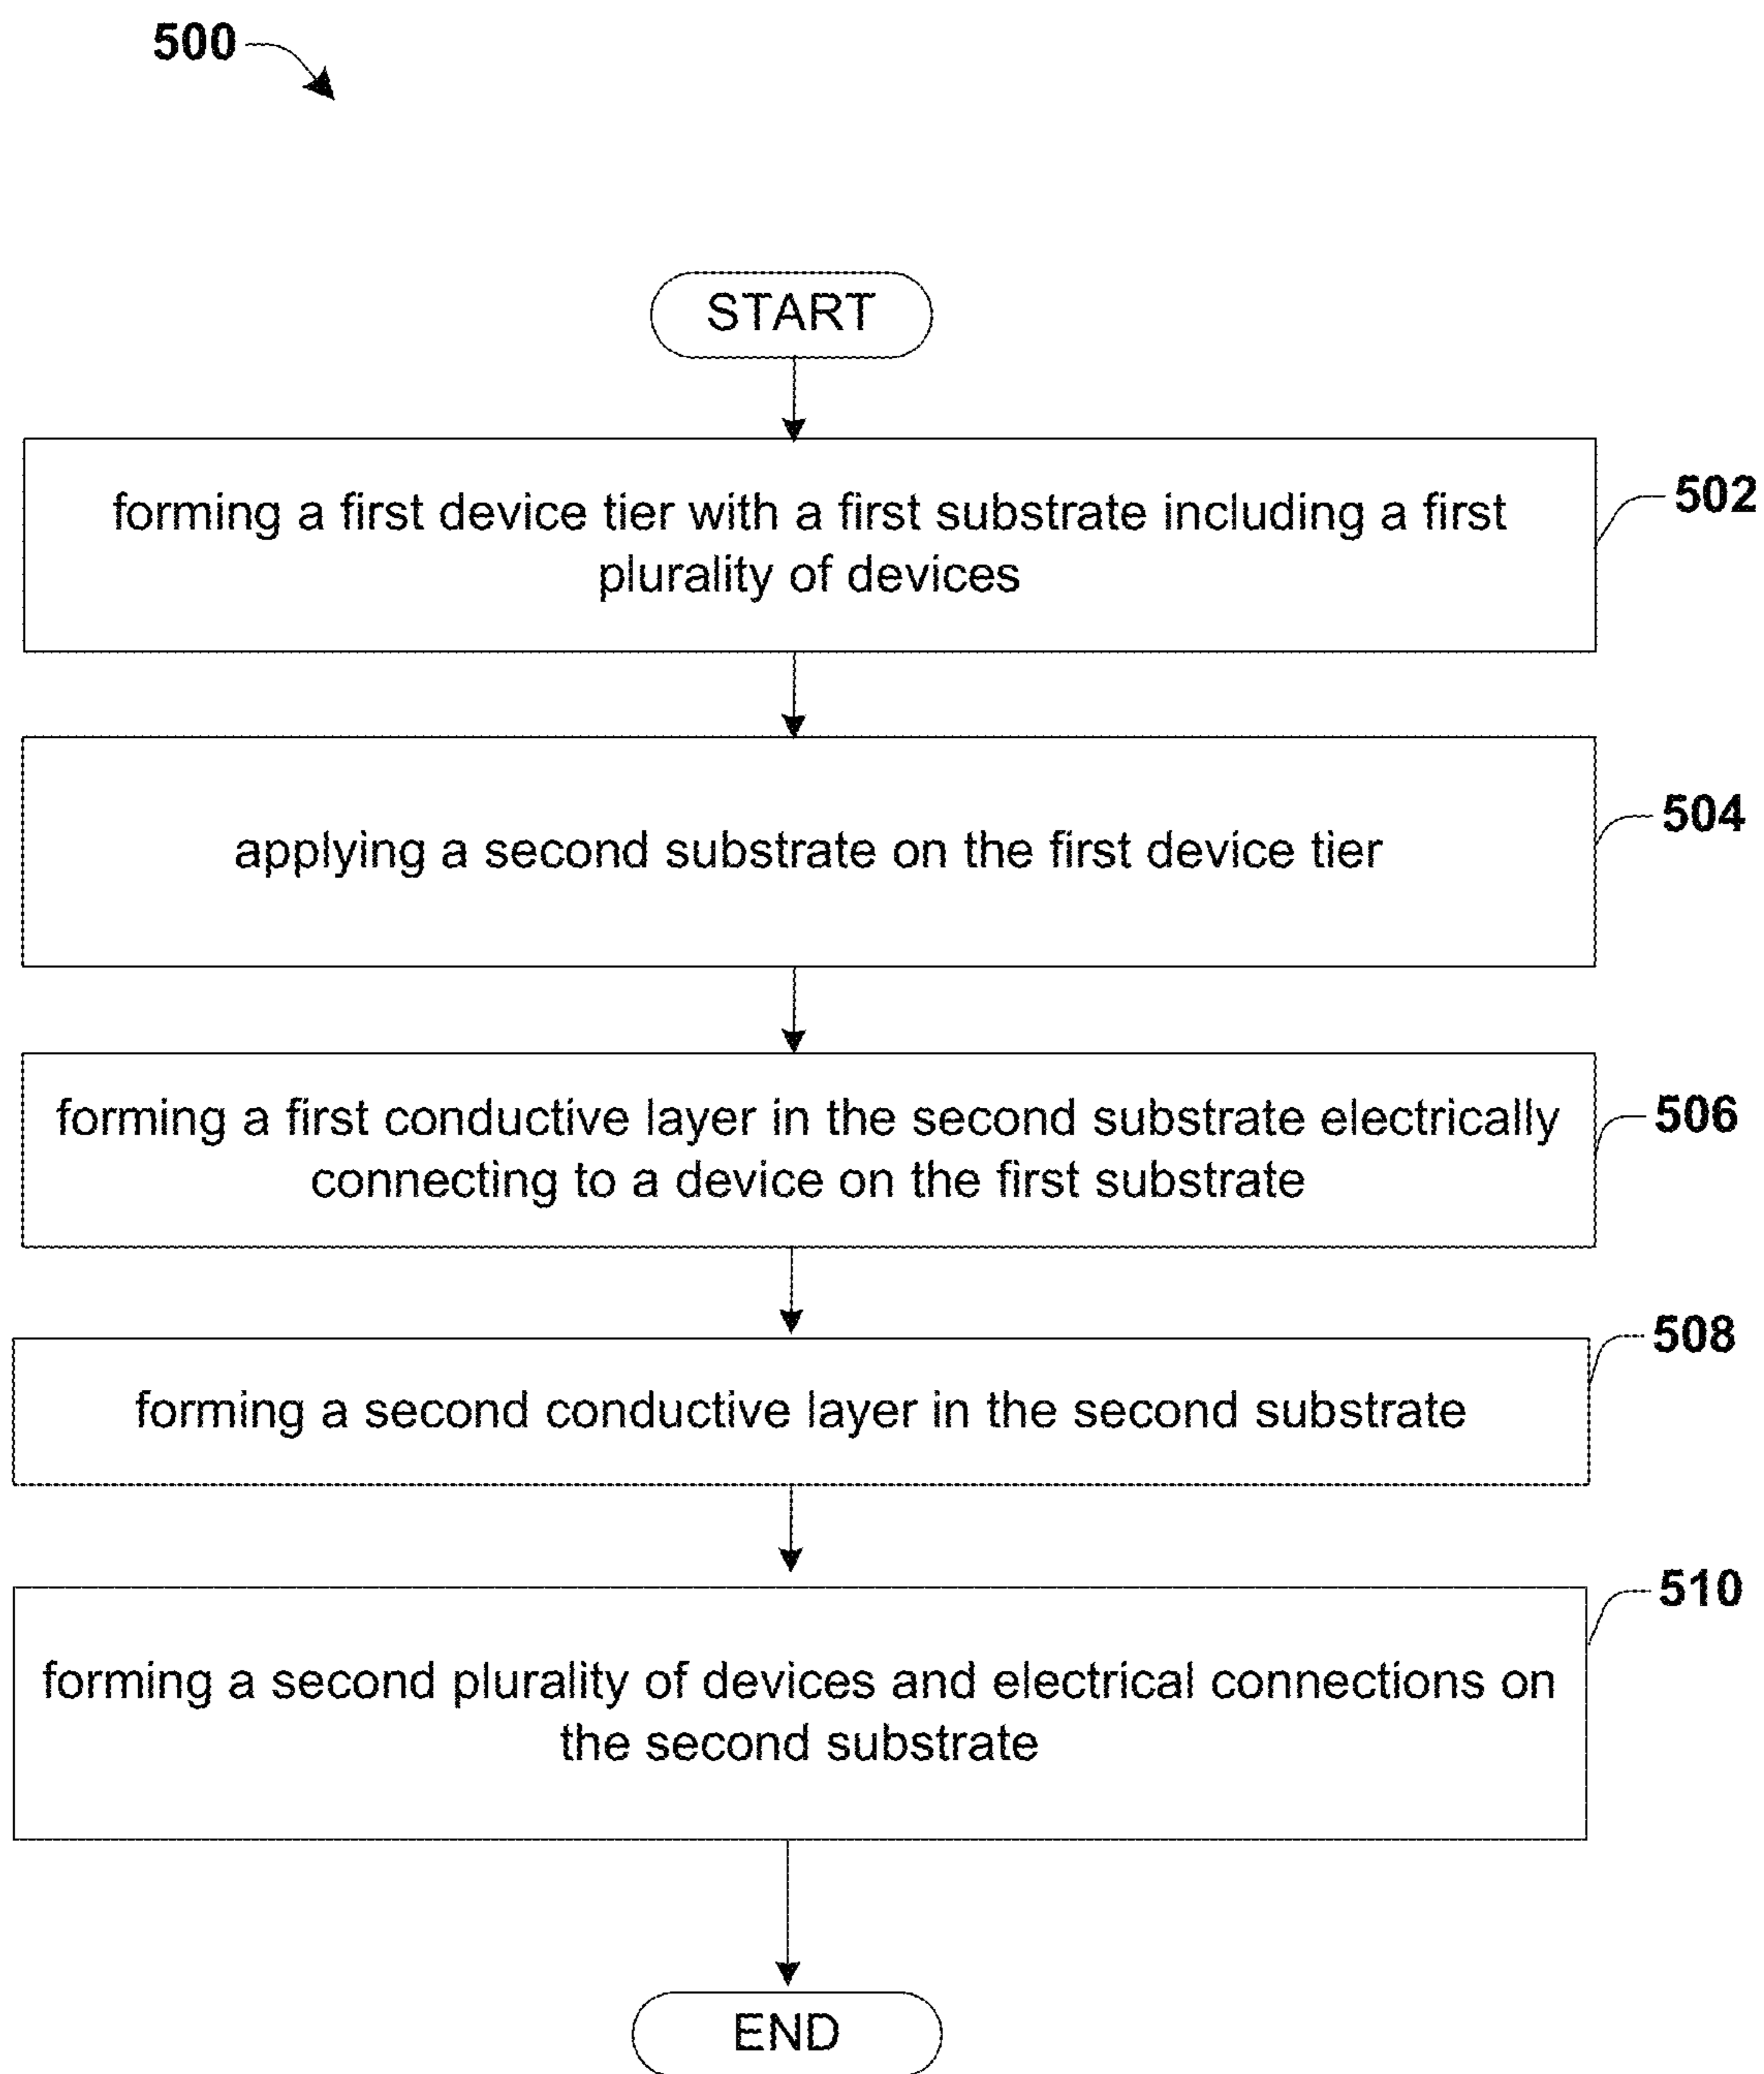 500
START
forming a first device tier with a first substrate including a first
plurality of devices
502
applying a second substrate on the first device tier
504
forming a first conductive layer in the second substrate electrically
connecting to a device on the first substrate
506
forming a second conductive layer in the second substrate
508
forming a second plurality of devices and electrical connections on
the second substrate
510
END